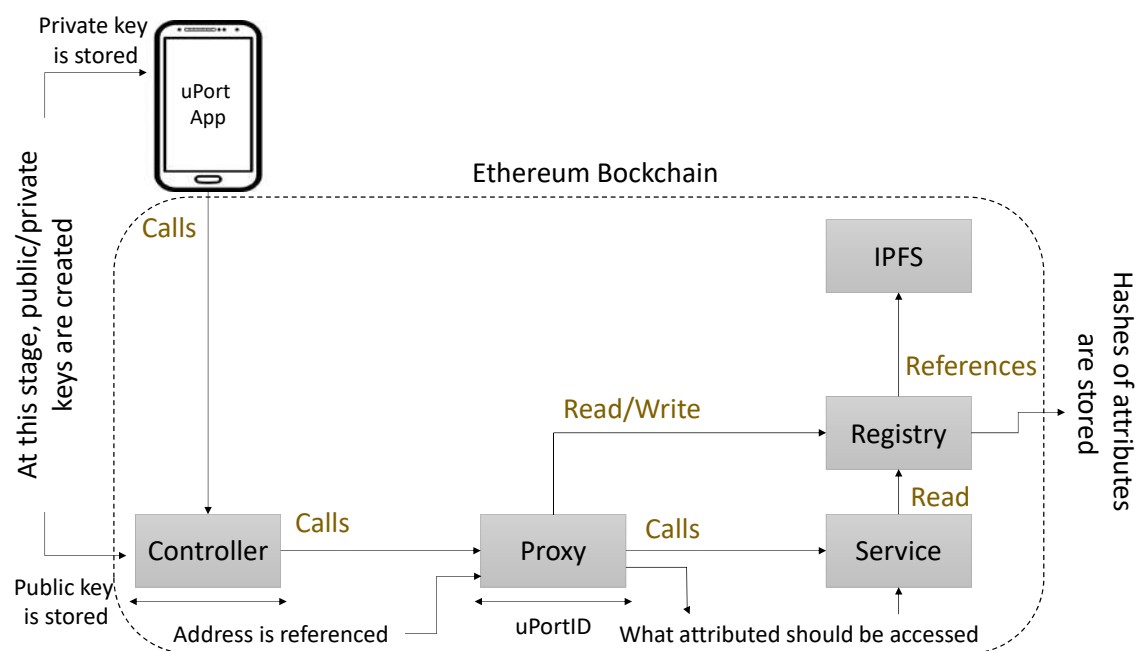 Private key
is stored
uPort
App
At this stage, public/private
keys are created
Ethereum Bockchain
Calls
IPFS
References
Hashes of attributes
are stored
Read/Write
Registry
Read
Controller
Calls
Proxy
Calls
Service
Public key
is stored
Address is referenced
uPortID
What attributed should be accessed